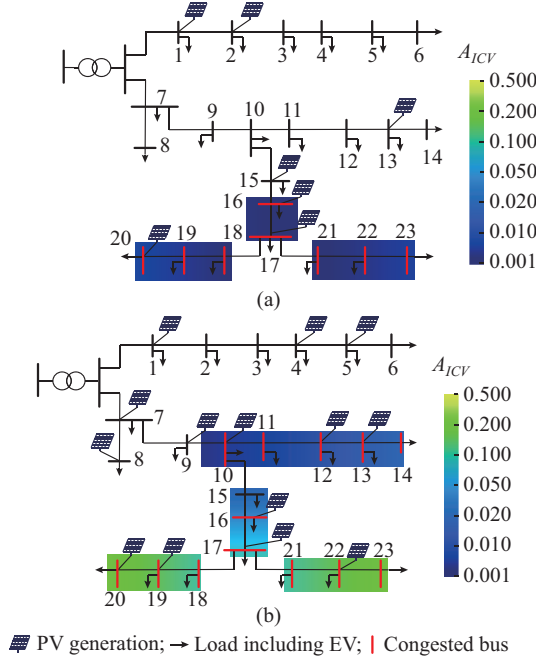 A_ICV
1 2 3 4 5 6
0.500
0.200
0.100
0.050
0.020
0.010
0.001
7 9 10 11
8 12 13 14
15
16
20 19 18 21 22 23
17
(a)
1 2 3 4 5 6
A_ICV
0.500
0.200
0.100
0.050
0.020
0.010
0.001
7 11
8 9 10 12 13 14
15
16
17 21 22 23
20 19 18
(b)
PV generation; Load including EV; Congested bus